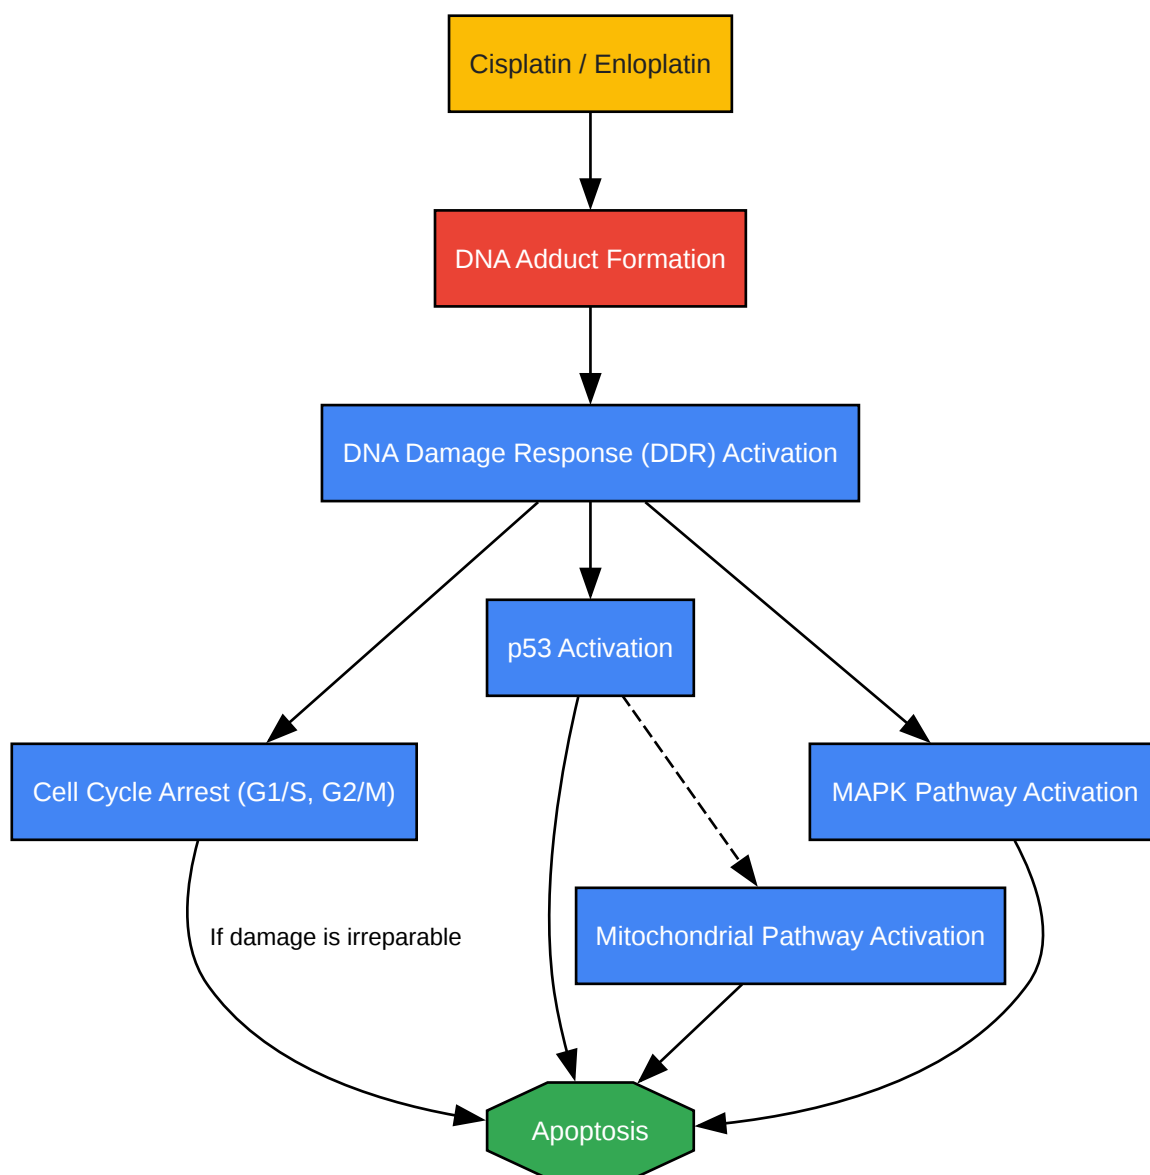 Cisplatin / Enloplatin
DNA Adduct Formation
DNA Damage Response (DDR) Activation
p53 Activation
Cell Cycle Arrest (G1/S, G2/M)
MAPK Pathway Activation
If damage is irreparable
Mitochondrial Pathway Activation
Apoptosis